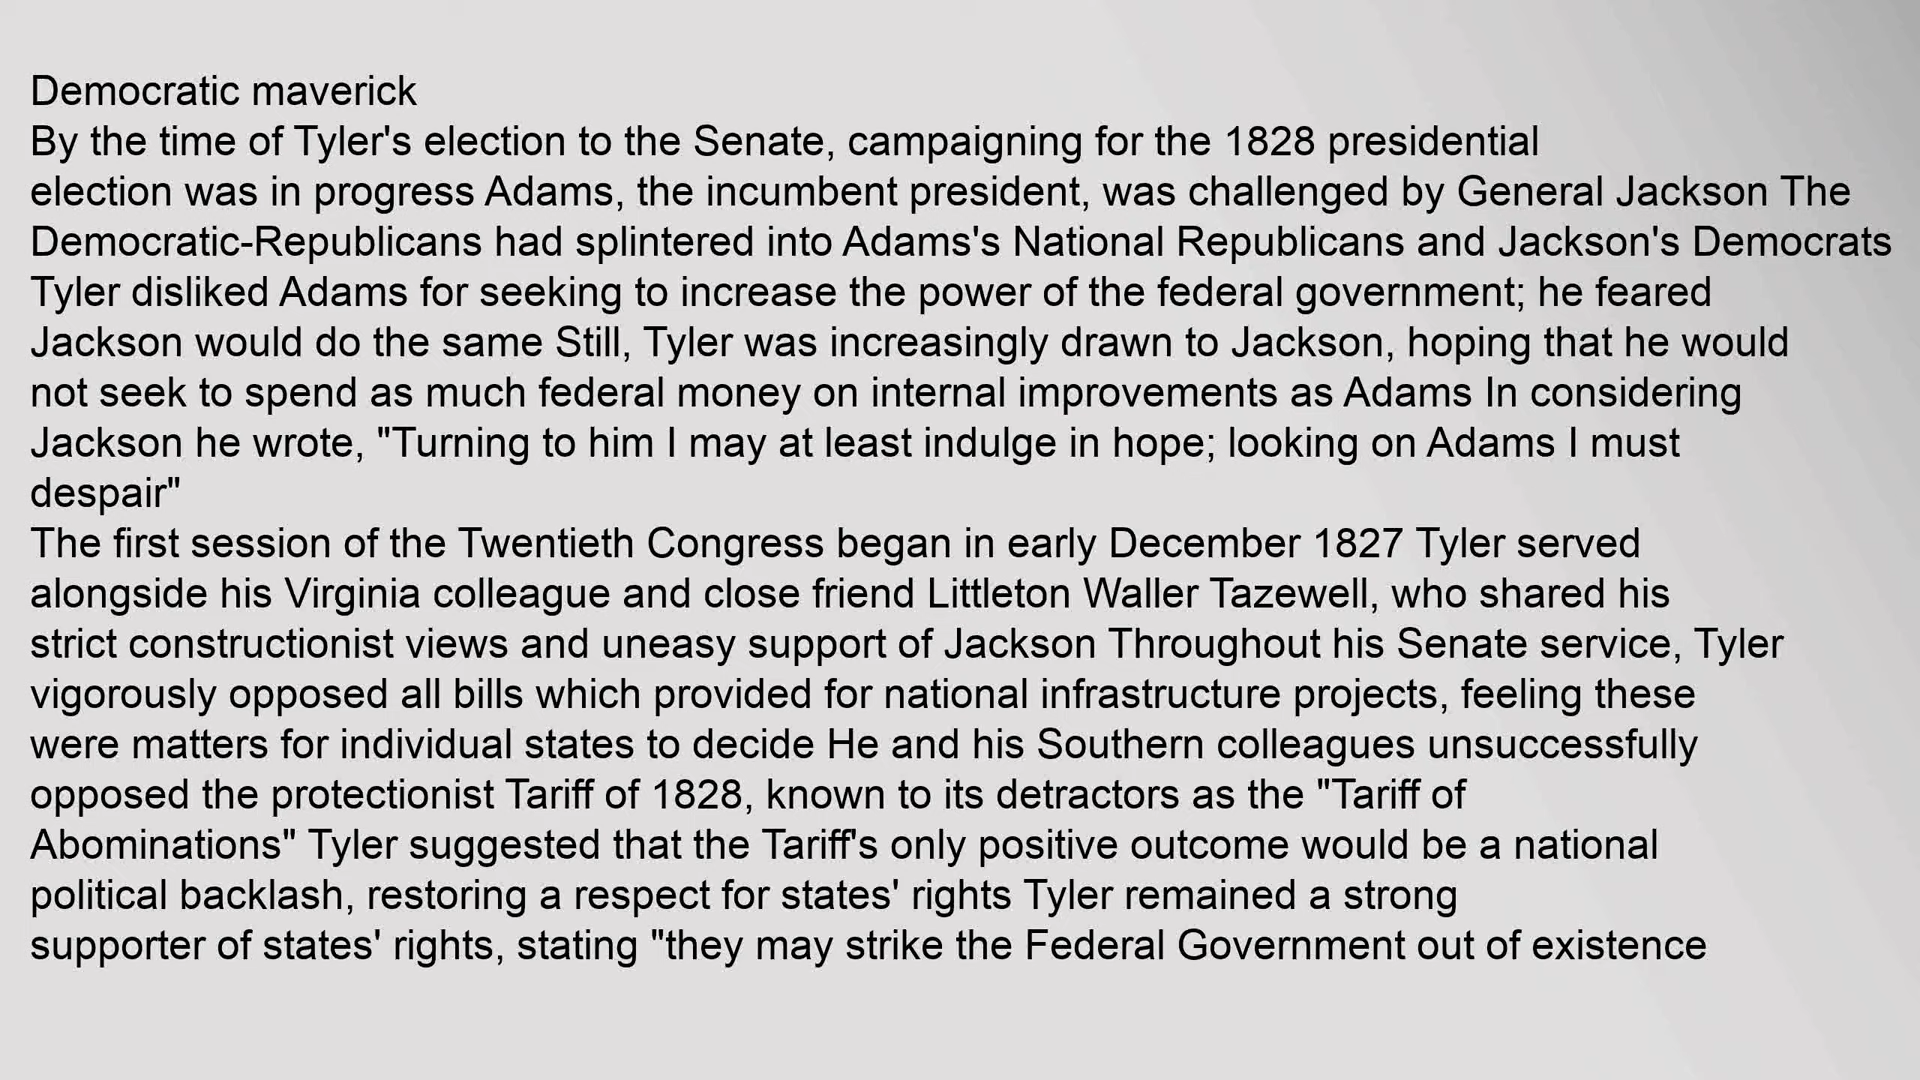 Democratic maverick
By the time of Tyler's election to the Senate, campaigning for the 1828 presidential
election was in progress Adams, the incumbent president, was challenged by General Jackson The
Democratic-Republicans had splintered into Adams's National Republicans and Jackson's Democrats
Tyler disliked Adams for seeking to increase the power of the federal government; he feared
Jackson would do the same Still, Tyler was increasingly drawn to Jackson, hoping that he would
not seek to spend as much federal money on internal improvements as Adams In considering
Jackson he wrote, "Turning to him I may at least indulge in hope; looking on Adams I must
despair"
The first session of the Twentieth Congress began in early December 1827 Tyler served
alongside his Virginia colleague and close friend Littleton Waller Tazewell, who shared his
strict constructionist views and uneasy support of Jackson Throughout his Senate service, Tyler
vigorously opposed all bills which provided for national infrastructure projects, feeling these
were matters for individual states to decide He and his Southern colleagues unsuccessfully
opposed the protectionist Tariff of 1828, known to its detractors as the "Tariff of
Abominations" Tyler suggested that the Tariff's only positive outcome would be a national
political backlash, restoring a respect for states' rights Tyler remained a strong
supporter of states' rights, stating "they may strike the Federal Government out of existence